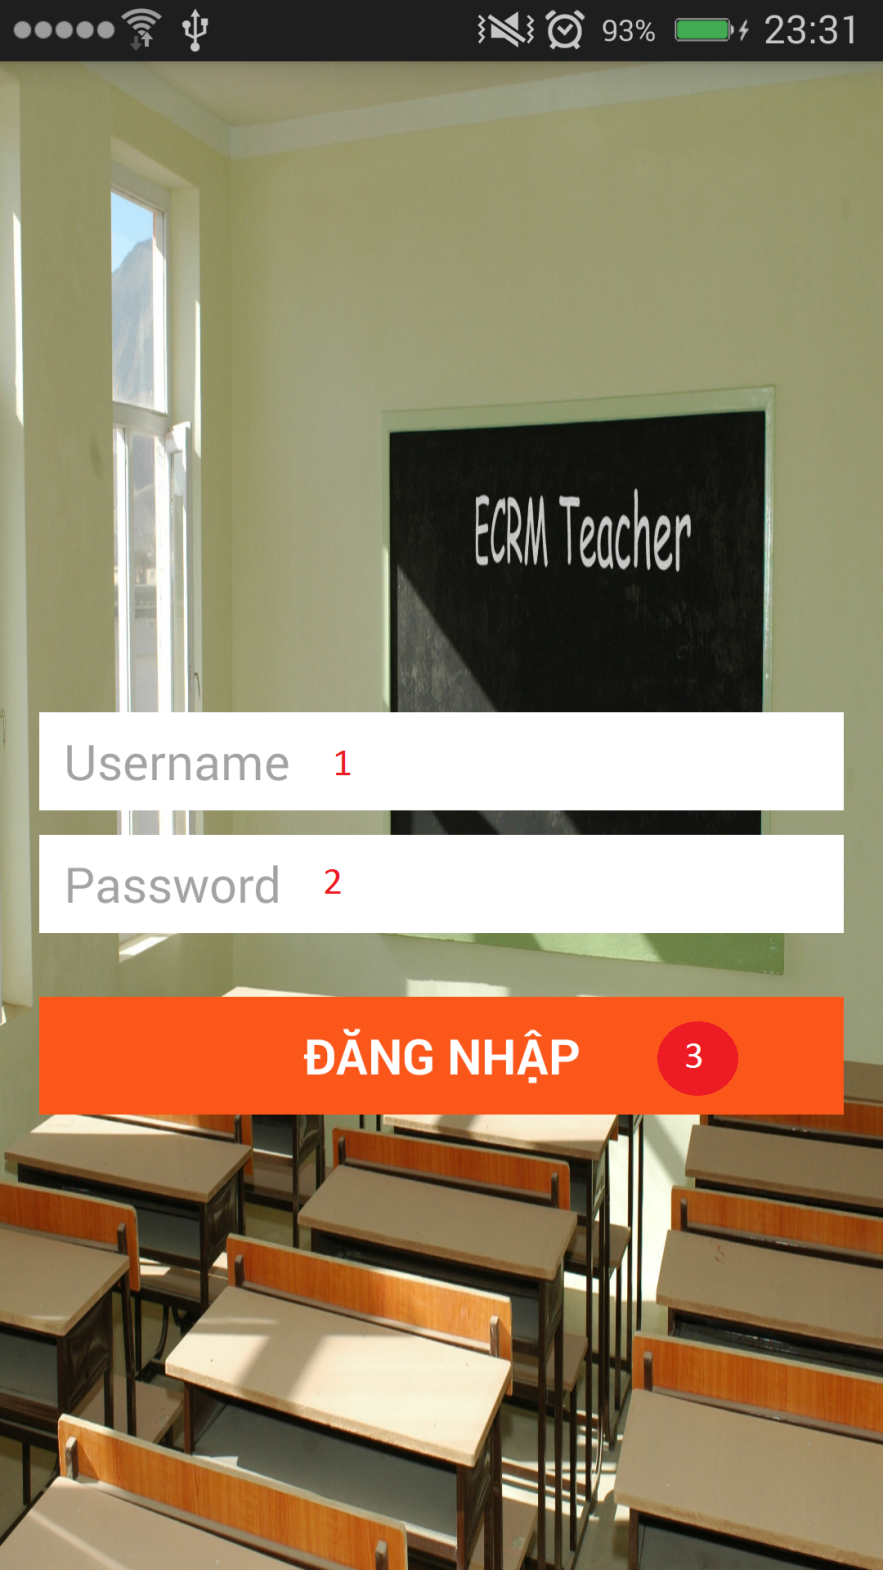 93% 23:31
ECRM Teacher
Username 1
Password 2
ĐĂNG NHẬP 3